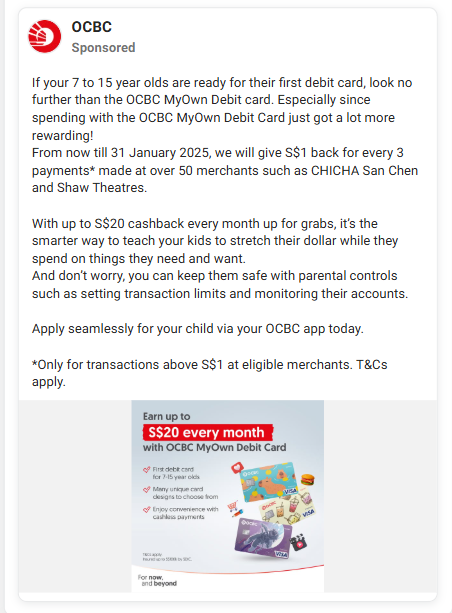 OCBC
Sponsored
If your 7 to 15 year olds are ready for their first debit card, look no
further than the OCBC MyOwn Debit card. Especially since
spending with the OCBC MyOwn Debit Card just got a lot more
rewarding!
From now till 31 January 2025, we will give S$1 back for every 3
payments* made at over 50 merchants such as CHICHA San Chen
and Shaw Theatres.
With up to S$20 cashback every month up for grabs, it's the
smarter way to teach your kids to stretch their dollar while they
spend on things they need and want.
And don't worry, you can keep them safe with parental controls
such as setting transaction limits and monitoring their accounts.
Apply seamlessly for your child via your OCBC app today.
*Only for transactions above S$1 at eligible merchants. T&Cs
apply.
Earn up to
S$20 every month
with OCBC MyOwn Debit Card
First debit card
for 7-15 year olds
Many unique card
designs to choose from
Enjoy convenience with
cashless payments
VISA
VISA
VISA
T&Cs apply.
Insured up to S$100k by SDIC.
For now,
and beyond